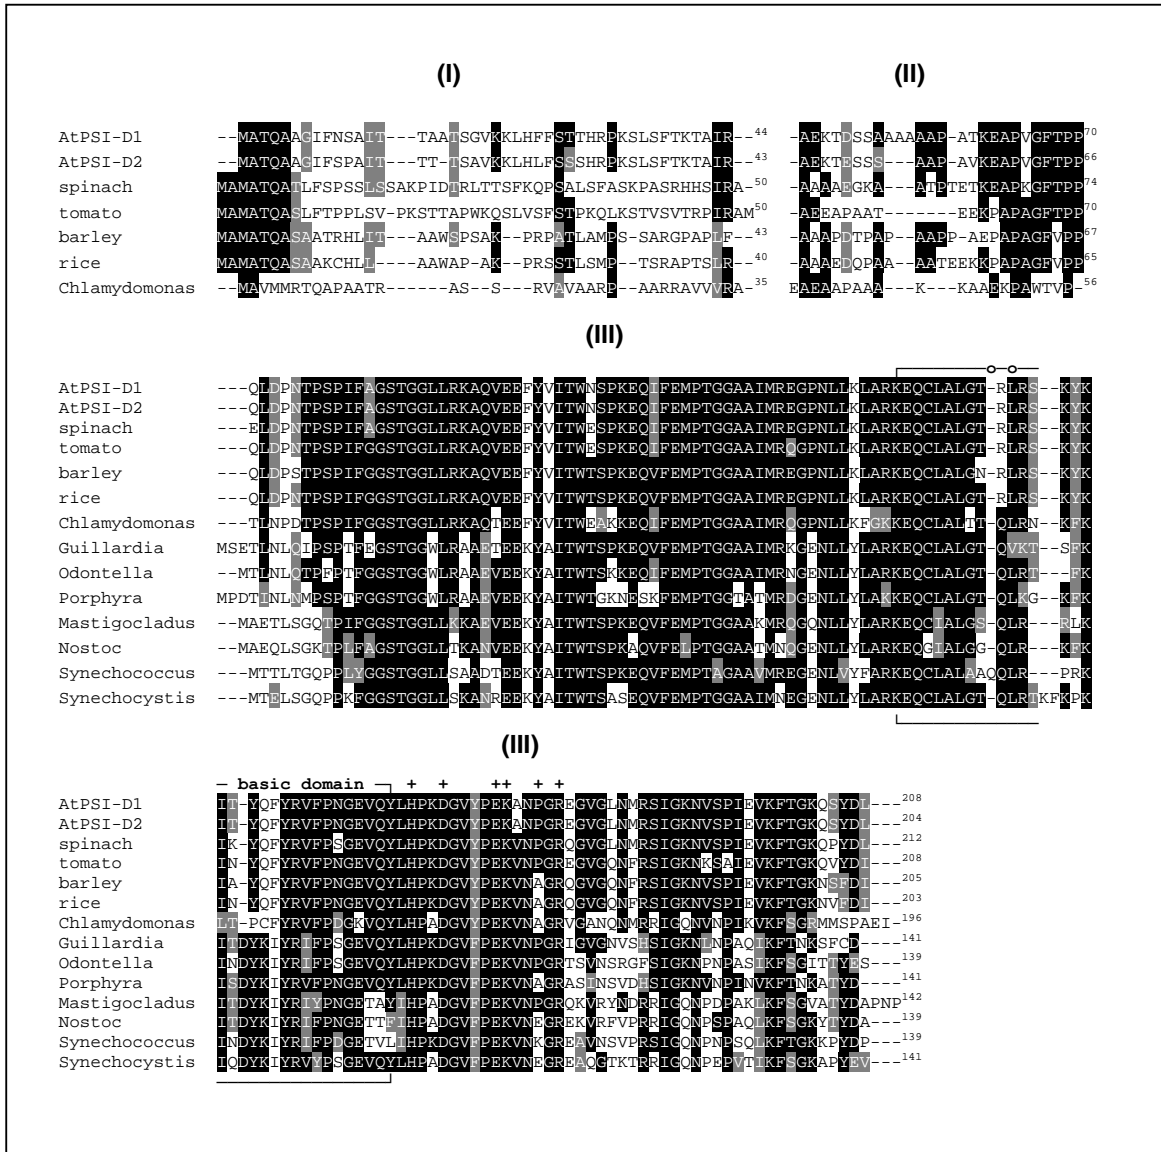 (I) (II)
AtPSI-D1 --MATQAAGIFNSAIT---TAATSGVKKLHFFSTTHRPKSLSFTKTAIR--44 -AEKTDSSAAAAAAP-ATKEAPVGFTPP70
AtPSI-D2 --MATQAAGIFSPAIT---TT-TSAVKKLHLFSSSHRPKSLSFTKTAIR--43 -AEKTESSS---AAP-AVKEAPVGFTPP66
spinach MAMATQATLFSPSSLSSAKPIDTRLTTSFKQPSALSFASKPASRHHSIRA-50 -AAAAEGKA--ATPTETKEAPKGFTPP74
tomato MAMATQASLFTPPLSV-PKSTTAPWKQSLVSFSTPKQLKSTVSVTRPIRAM50 -AEEAPAAT-------EEKPAPAGFTPP70
barley MAMATQASAATRHLIT---AAWSPSAK--PRPATLAMPS-SARGPAPLF--43 -AAAPDTPAP--AAPP-AEPAPAGFVPP67
rice MAMATQASAAKCHLL----AAWAP-AK--PRSSTLSMP--TSRAPTSLR--40 -AAAEDQPAA--AATEEKKPAPAGFVPP65
Chlamydomonas --MAVMMRTQAPAATR-----AS--S--RVAVAARP--AARRAVVVRA-35 EAEAAPAAA---K---KAAEKPAWTVP-56
(III)
AtPSI-D1 ---QLDPNTPSPIFAGSTGGLLRKAQVEEFYVITWNSPKEQIFEMPTGGAAIMREGPNLLKLARKEQCLALGT-RLRS--KYK
AtPSI-D2 ---QLDPNTPSPIFAGSTGGLLRKAQVEEFYVITWNSPKEQIFEMPTGGAAIMREGPNLLKLARKEQCLALGT-RLRS--KYK
spinach ---ELDPNTPSPIFAGSTGGLLRKAQVEEFYVITWESPKEQIFEMPTGGAAIMREGPNLLKLARKEQCLALGT-RLRS--KYK
tomato ---QLDPNTPSPIFGGSTGGLLRKAQVEEFYVITWESPKEQIFEMPTGGAAIMRQGPNLLKLARKEQCLALGT-RLRS--KYK
barley ---QLDPSTPSPIFGGSTGGLLRKAQVEEFYVITWTSPKEQVFEMPTGGAAIMREGPNLLKLARKEQCLALGN-RLRS--KYK
rice ---QLDPNTPSPIFGGSTGGLLRKAQVEEFYVITWTSPKEQVFEMPTGGAAIMREGPNLLKLARKEQCLALGT-RLRS--KYK
Chlamydomonas ---TLNPDTPSPIFGGSTGGLLRKAQTEEFYVITWEAKKEQIFEMPTGGAAIMRQGPNLLKFGKKEQCLALTT-QLRN--KFK
Guillardia MSETLNLQIPSPTFEGSTGGWLRAAETEEKYAITWTSPKEQVFEMPTGGAAIMRKGENLLYLARKEQCLALGT-QVKT--SFK
Odontella --MTLNLQTPFPTFGGSTGGWLRAAEVEEKYAITWTSKKEQIFEMPTGGAAIMRNGENLLYLARKEQCLALGT-QLRT---FK
Porphyra MPDTINLNMPSPTFGGSTGGWLRAAEVEEKYAITWTGKNESKFEMPTGGTATMRDGENLLYLAKKEQCLALGT-QLKG--KFK
Mastigocladus --MAETLSGQTPIFGGSTGGLLKKAEVEEKYAITWTSPKEQVFEMPTGGAAKMRQGQNLLYLARKEQCIALGS-QLR--RLK
Nostoc --MAEQLSGKTPLFAGSTGGLLTKANVEEKYAITWTSPKAQVFELPTGGAATMNQGENLLYLARKEQGIALGG-QLR--KFK
Synechococcus ---MTTLTGQPPLYGGSTGGLLSAADTEEKYAITWTSPKEQVFEMPTAGAAVMREGENLVYFARKEQCLALAAQQLR--PRK
Synechocystis ---MTELSGQPPKFGGSTGGLLSKANREEKYAITWTSASEQVFEMPTGGAAIMNEGENLLYLARKEQCLALGT-QLRTKFKPK
(III)
basic domain + + ++ + +
AtPSI-D1 IT-YQFYRVFPNGEVQYLHPKDGVYPEKANPGREGVGLNMRSIGKNVSPIEVKFTGKQSYDL---208
AtPSI-D2 IT-YQFYRVFPNGEVQYLHPKDGVYPEKANPGREGVGLNMRSIGKNVSPIEVKFTGKQSYDL---204
spinach IK-YQFYRVFPSGEVQYLHPKDGVYPEKVNPGRQGVGLNMRSIGKNVSPIEVKFTGKQPYDL---212
tomato IN-YQFYRVFPNGEVQYLHPKDGVYPEKVNPGREGVGQNFRSIGKNKSAIEVKFTGKQVYDI---208
barley IA-YQFYRVFPNGEVQYLHPKDGVYPEKVNAGRQGVGQNFRSIGKNVSPIEVKFTGKNSFDI---205
rice IN-YQFYRVFPNGEVQYLHPKDGVYPEKVNAGRQGVGQNFRSIGKNVSPIEVKFTGKNVFDI---203
Chlamydomonas LT-PCFYRVFPDGKVQYLHPADGVYPEKVNAGRVGANQNMRRIGQNVNPIKVKFSGRMMSPAEI-196
Guillardia ITDYKIYRIFPSGEVQYLHPKDGVFPEKVNPGRIGVGNVSHSIGKNLNPAQIKFTNKSFCD----141
Odontella INDYKIYRIFPSGEVQYLHPKDGVFPEKVNPGRTSVNSRGFSIGKNPNPASIKFSGITTYES---139
Porphyra ISDYKIYRIFPSGEVQYLHPKDGVFPEKVNAGRASINSVDHSIGKNVNPINVKFTNKATYD----141
Mastigocladus ITDYKIYRIYPNGETAYIHPADGVFPEKVNPGRQKVRYNDRRIGQNPDPAKLKFSGVATYDAPNP142
Nostoc ITDYKIYRIFPNGETTFIHPADGVFPEKVNEGREKVRFVPRRIGQNPSPAQLKFSGKYTYDA---139
Synechococcus INDYKIYRIFPDGETVLIHPKDGVFPEKVNKGREAVNSVPRSIGQNPNPSQLKFTGKKPYDP---139
Synechocystis IQDYKIYRVYPSGEVQYLHPADGVFPEKVNEGREAQGTKTRRIGQNPEPVTIKFSGKAPYEV---141